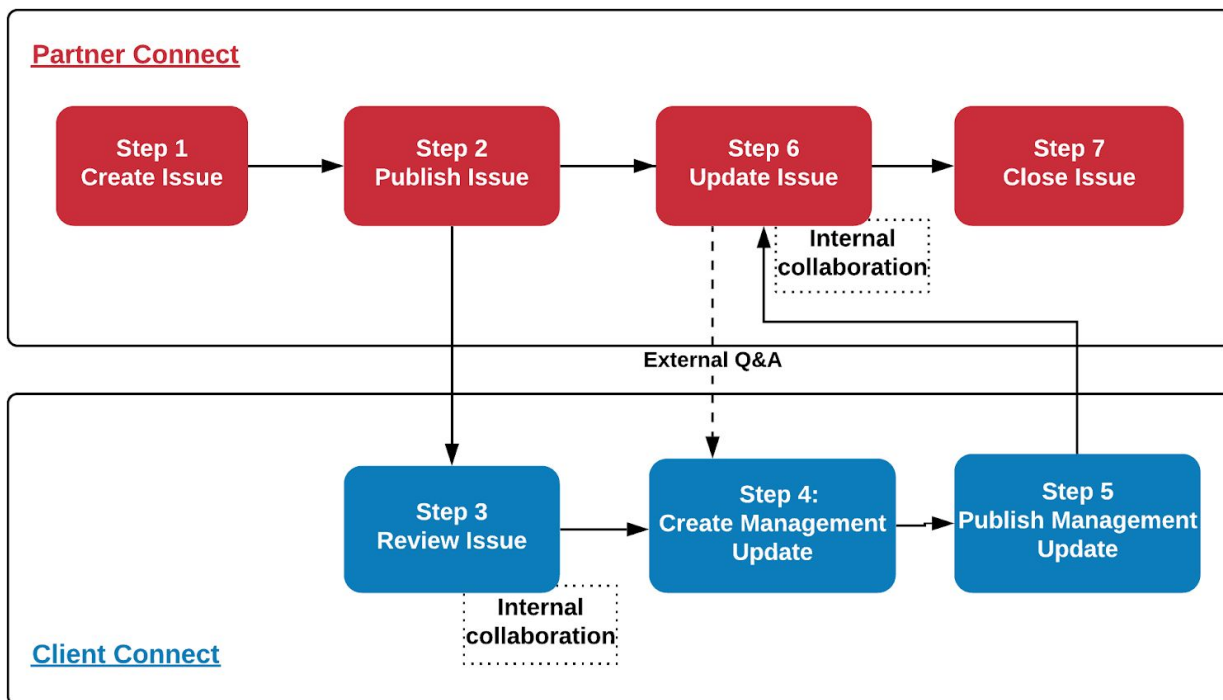 Partner Connect
Step 1
Create Issue
Step 2
Publish Issue
Step 6
Update Issue
Step 7
Close Issue
Internal
collaboration
External Q&A
Step 3
Review Issue
Step 4:
Create Management
Update
Step 5
Publish Management
Update
Internal
collaboration
Client Connect